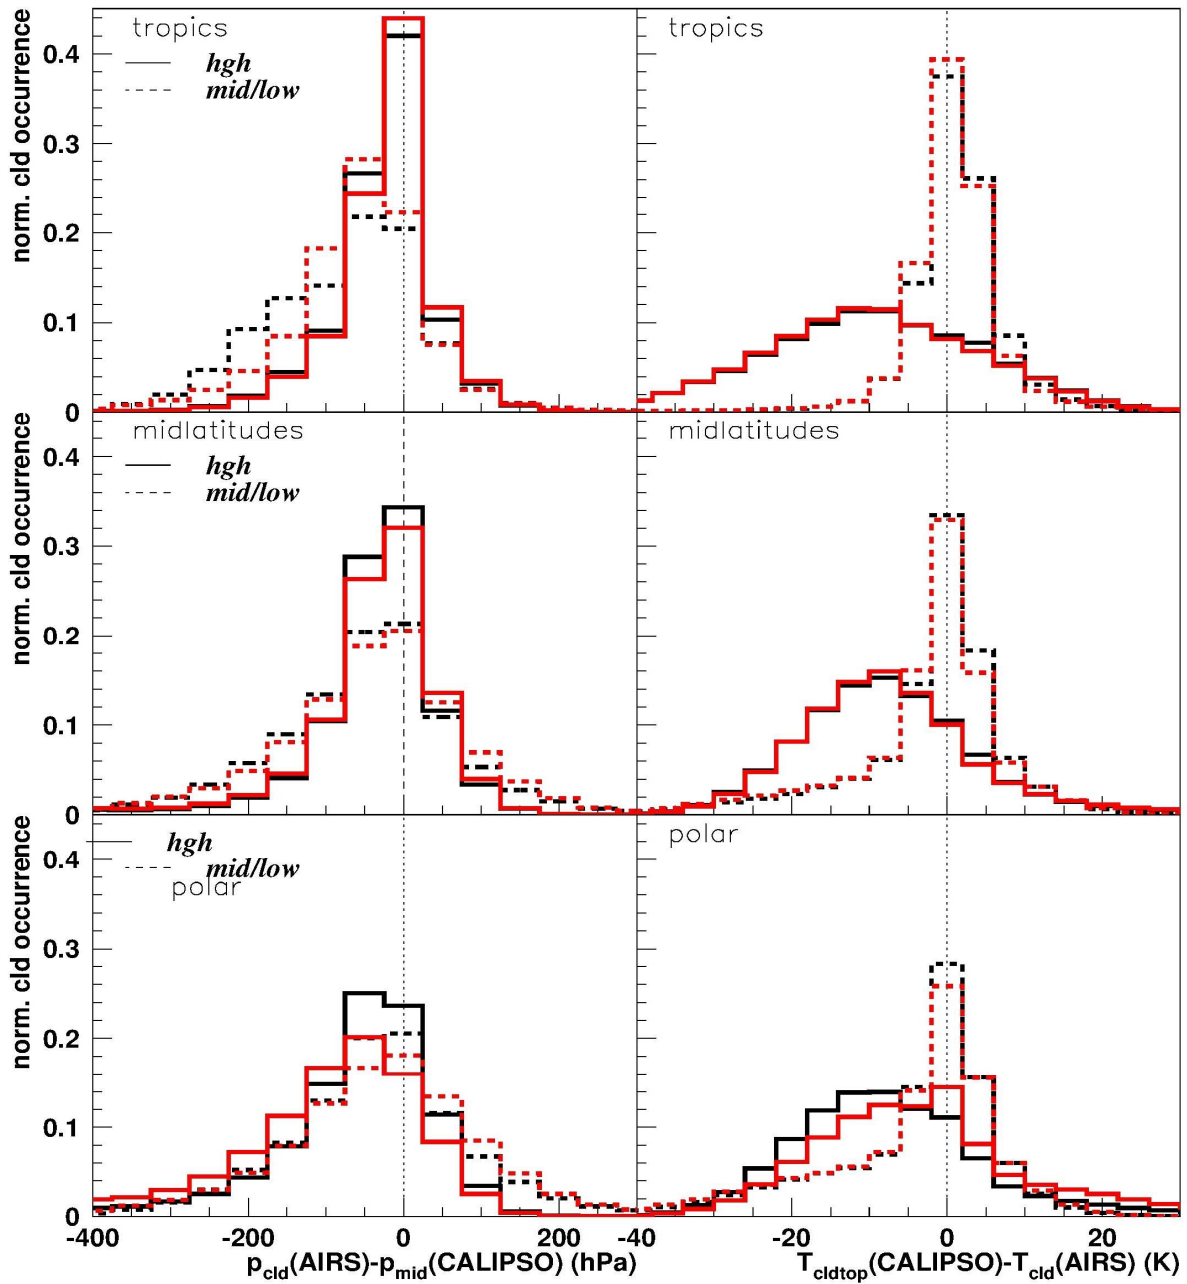 tropics
hgh
mid/low
tropics
norm. cld occurrence
0.4
0.3
0.2
0.1
0
midlatitudes
hgh
mid/low
midlatitudes
norm. cld occurrence
0.4
0.3
0.2
0.1
0
hgh
mid/low
polar
polar
norm. cld occurrence
0.4
0.3
0.2
0.1
0
-400 -200 0 200 -40 -20 0 20
p_cld(AIRS)-p_mid(CALIPSO) (hPa)
T_cldtop(CALIPSO)-T_cld(AIRS) (K)